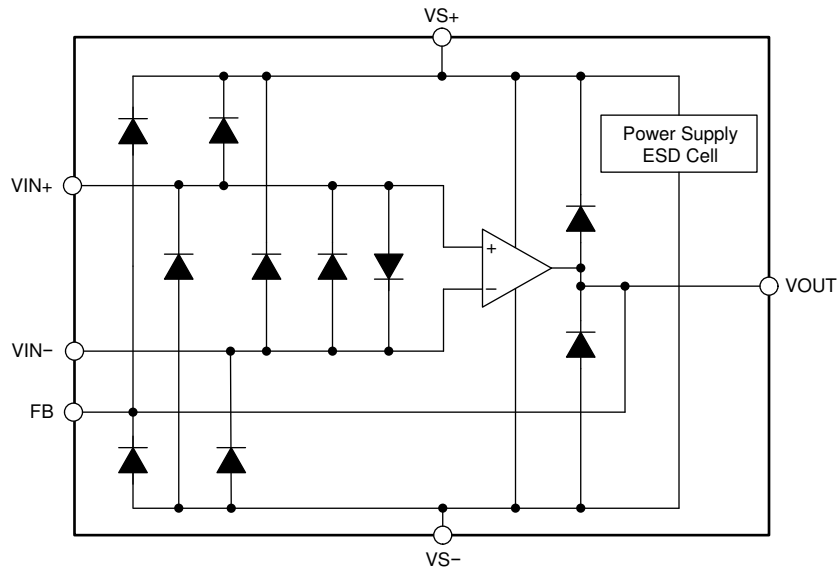 VS+
Power Supply
ESD Cell
VIN+
+
−
VOUT
VIN−
FB
VS−